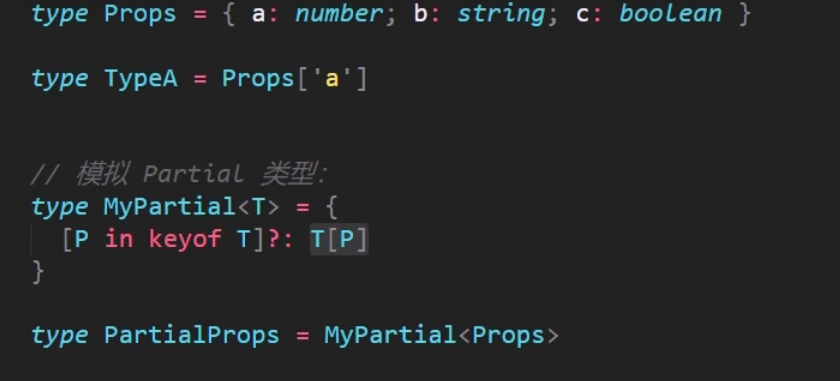 type Props = { a: number; b: string; c: boolean }
type TypeA = Props['a']
// 模拟 Partial 类型:
type MyPartial<T> = {
[P in keyof T]?: T[P]
}
type PartialProps = MyPartial<Props>